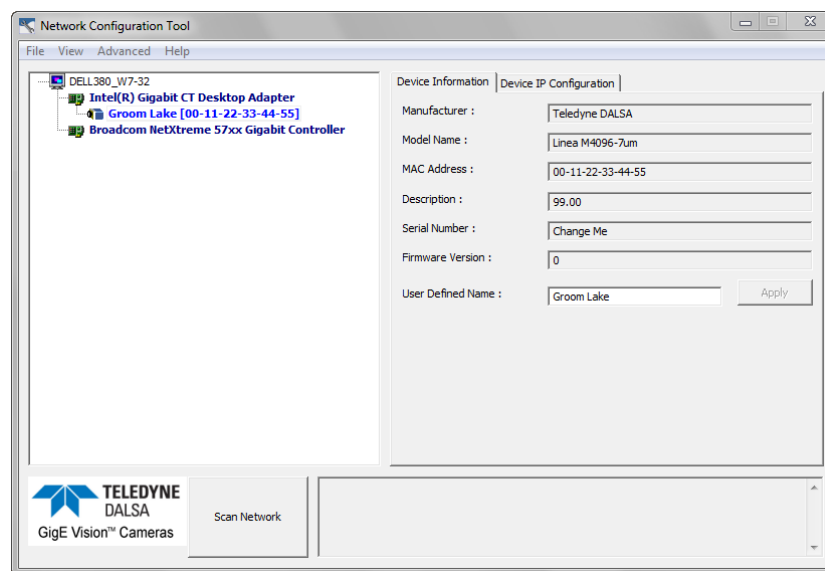 Network Configuration Tool
File View Advanced Help
DELL380_W7-32
Intel(R) Gigabit CT Desktop Adapter
Groom Lake [00-11-22-33-44-55]
Broadcom NetXtreme 57xx Gigabit Controller
Device Information Device IP Configuration
Manufacturer : Teledyne DALSA
Model Name : Linea M4096-7um
MAC Address : 00-11-22-33-44-55
Description : 99.00
Serial Number : Change Me
Firmware Version : 0
User Defined Name : Groom Lake Apply
TELEDYNE
DALSA
GigE Vision™ Cameras
Scan Network